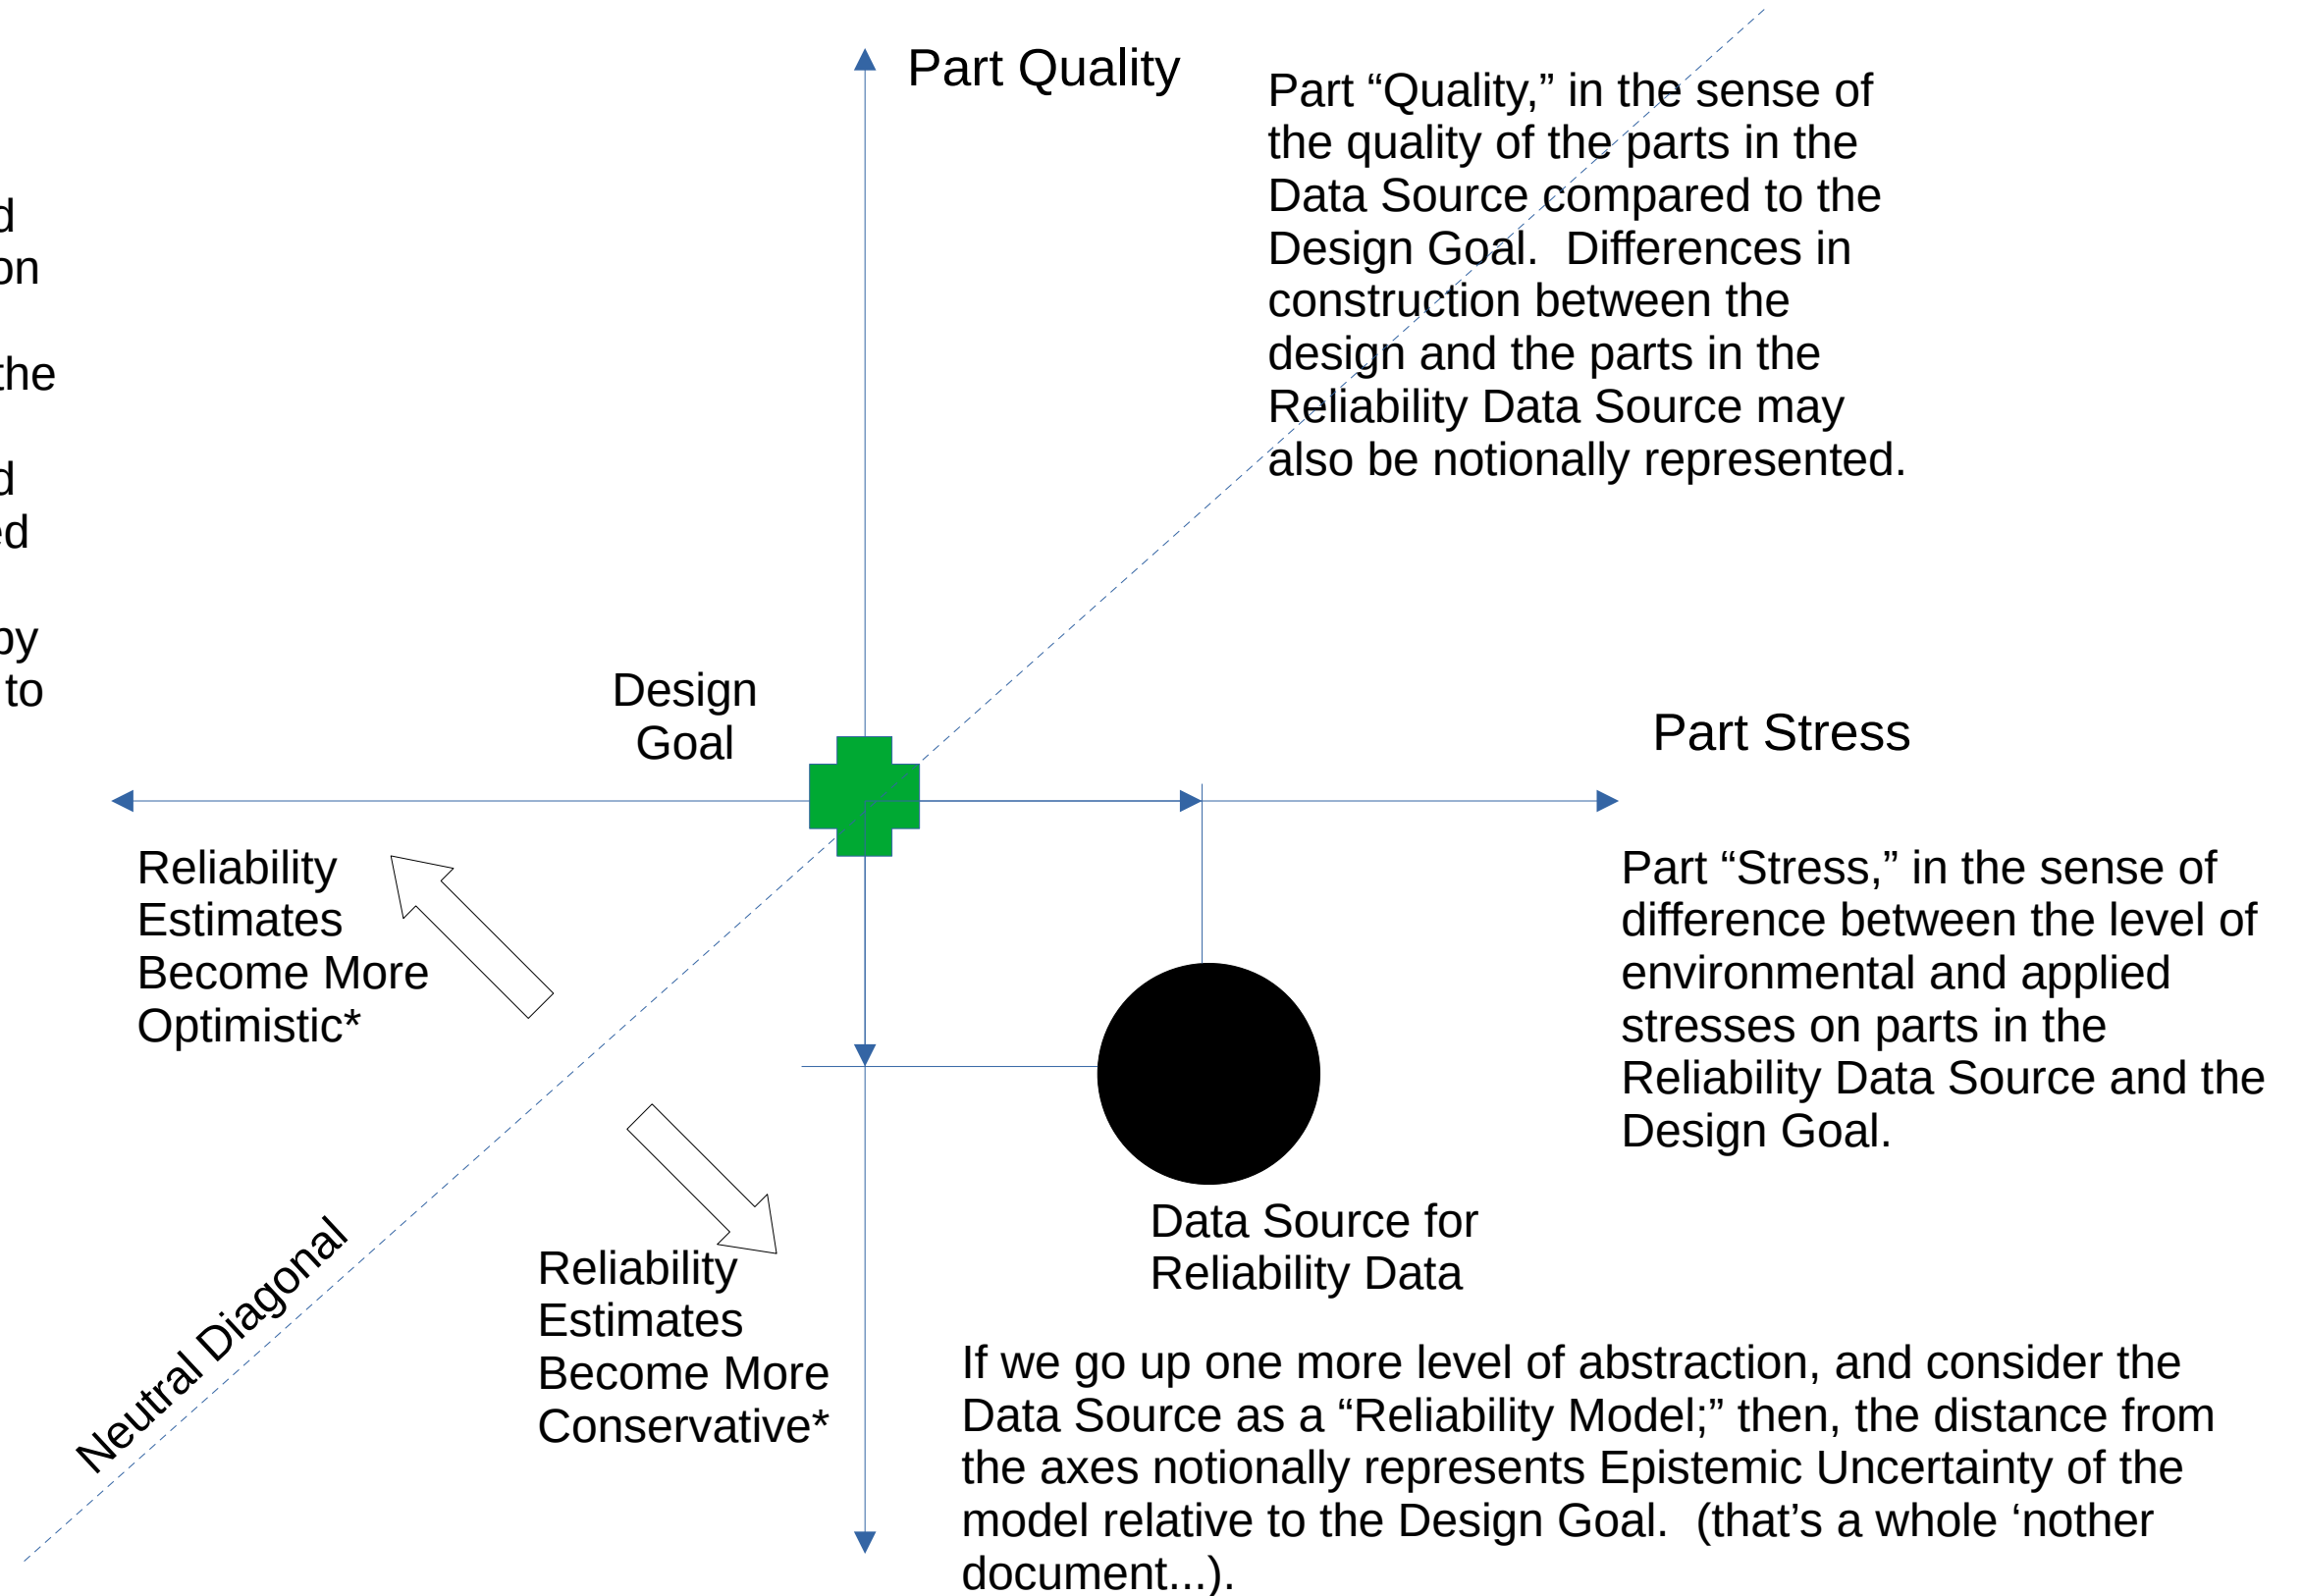 Part Quality
Part “Quality,” in the sense of
the quality of the parts in the
Data Source compared to the
Design Goal.  Differences in
construction between the
design and the parts in the
Reliability Data Source may
also be notionally represented.
the
by
to
Design
Goal
Part Stress
Reliability
Estimates
Become More
Optimistic*
Part “Stress,” in the sense of
difference between the level of
environmental and applied
stresses on parts in the
Reliability Data Source and the
Design Goal.
Data Source for
Reliability Data
Neutral Diagonal
Reliability
Estimates
Become More
Conservative*
If we go up one more level of abstraction, and consider the
Data Source as a “Reliability Model;” then, the distance from
the axes notionally represents Epistemic Uncertainty of the
model relative to the Design Goal.  (that’s a whole ‘nother
document...).